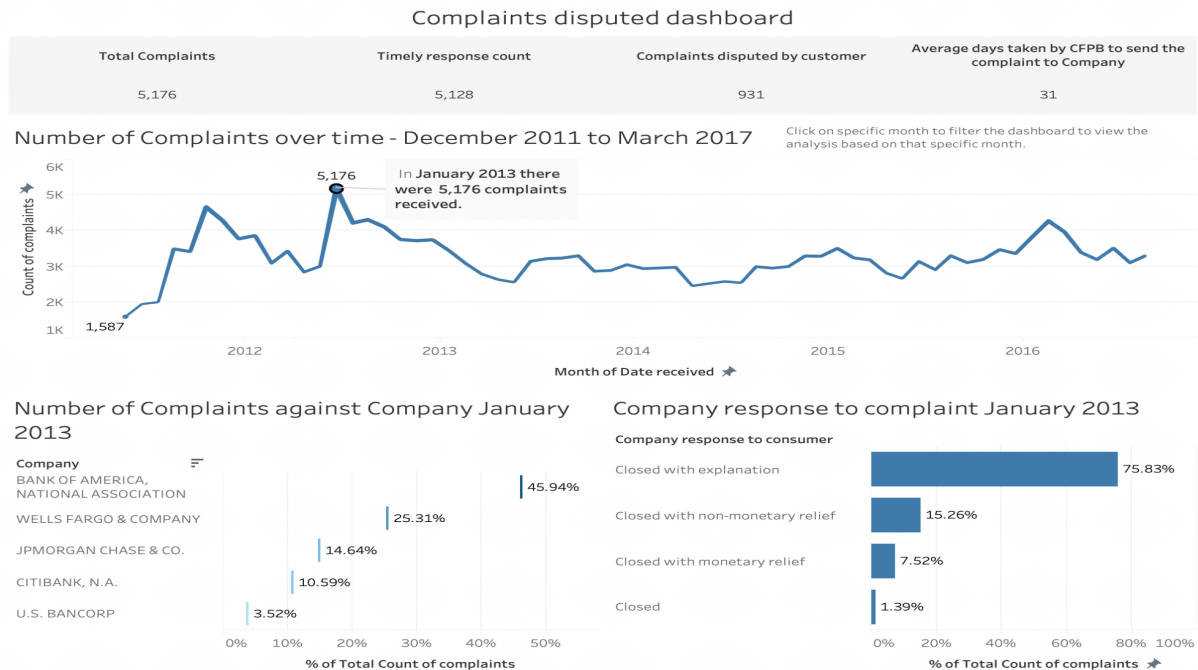 Complaints disputed dashboard
Total Complaints
Timely response count
Complaints disputed by customer
Average days taken by CFPB to send the
complaint to Company
5,176
5,128
931
31
Number of Complaints over time - December 2011 to March 2017
Click on specific month to filter the dashboard to view the
analysis based on that specific month.
6K
5K
4K
3K
2K
1K
Count of complaints
5,176
In January 2013 there
were 5,176 complaints
received.
1,587
2012
2013
2014
2015
2016
Month of Date received
Number of Complaints against Company January
2013
Company
BANK OF AMERICA,
NATIONAL ASSOCIATION
45.94%
WELLS FARGO & COMPANY
25.31%
JPMORGAN CHASE & CO.
14.64%
CITIBANK, N.A.
10.59%
U.S. BANCORP
3.52%
0%
10%
20%
30%
40%
50%
% of Total Count of complaints
Company response to complaint January 2013
Company response to consumer
Closed with explanation
75.83%
Closed with non-monetary relief
15.26%
Closed with monetary relief
7.52%
Closed
1.39%
0%
20%
40%
60%
80%
100%
% of Total Count of complaints